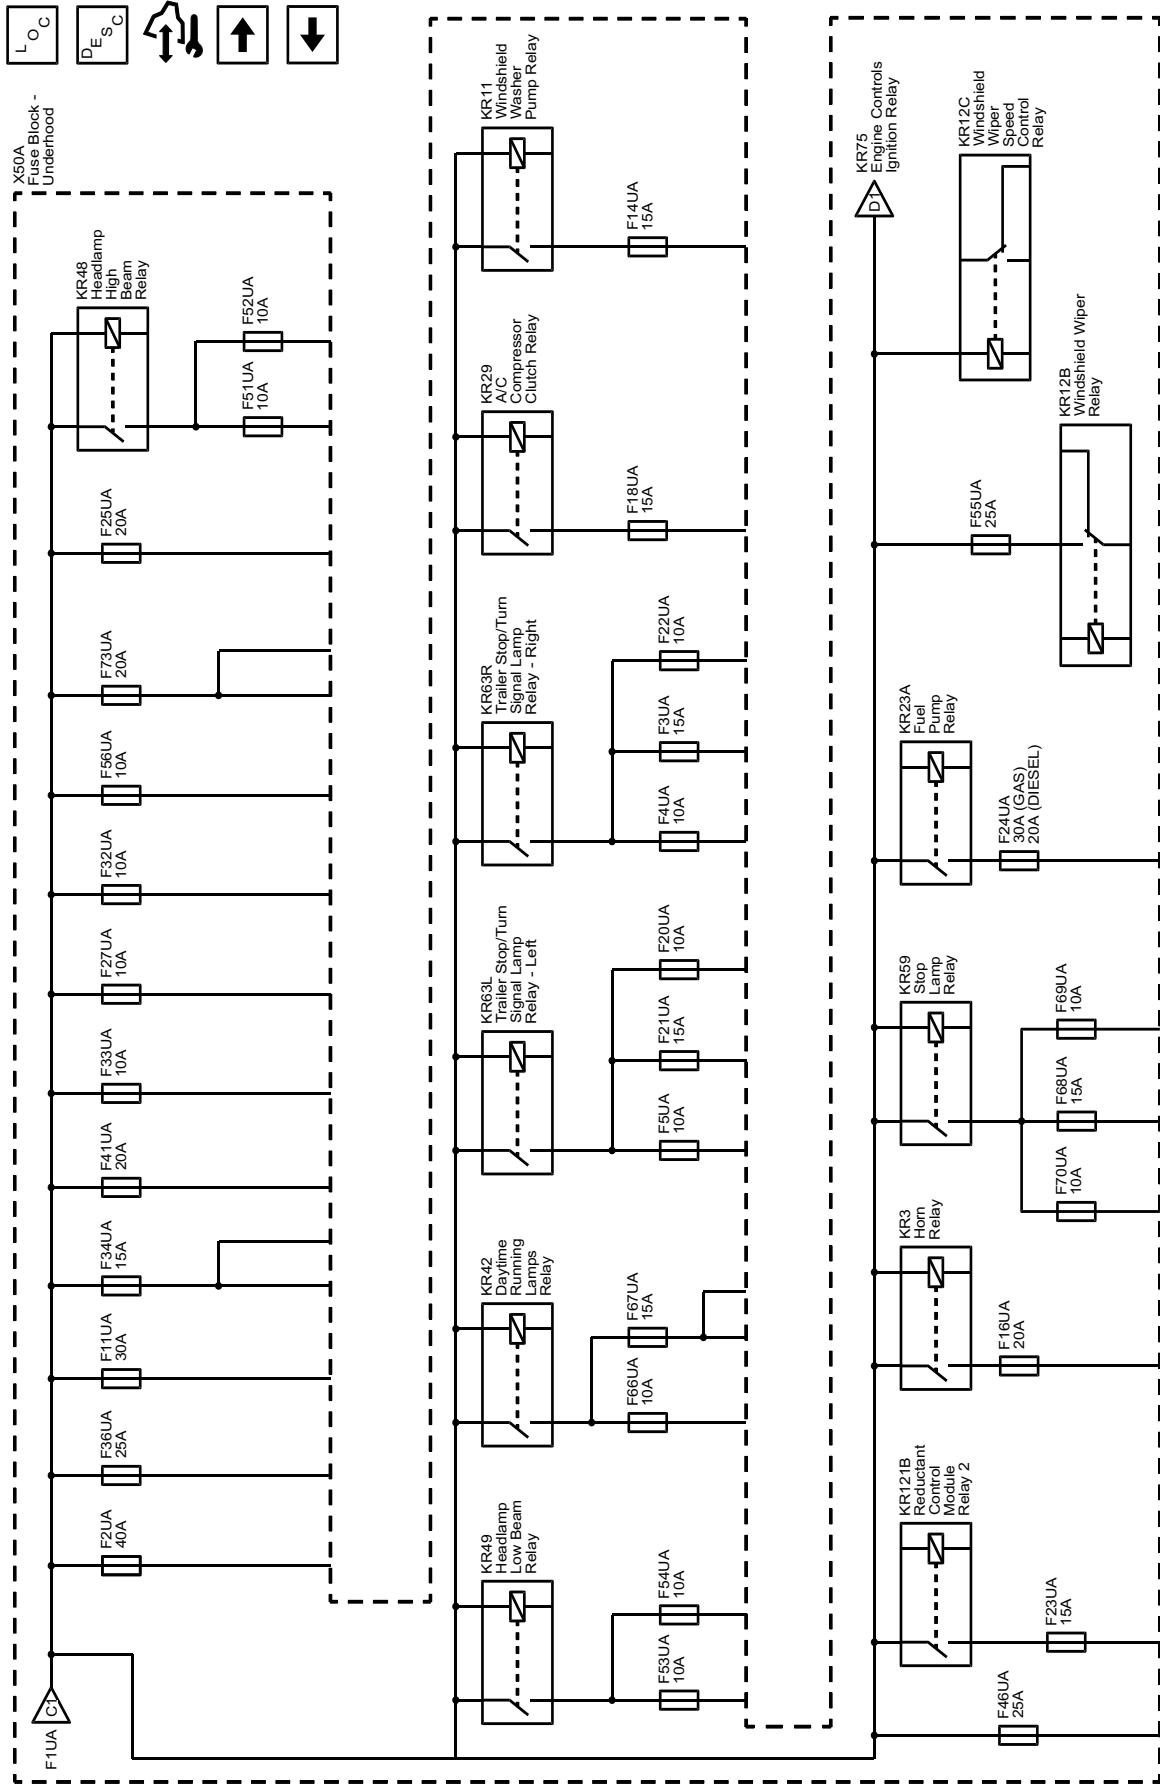 LOC
DESC
X50A
Fuse Block -
Underhood
F1UA
C1
F2UA
40A
F36UA
25A
F11UA
30A
F34UA
15A
F41UA
20A
F33UA
10A
F27UA
10A
F32UA
10A
F56UA
10A
F73UA
20A
F25UA
20A
KR48
Headlamp
High
Beam
Relay
F51UA
10A
F52UA
10A
KR49
Headlamp
Low Beam
Relay
F53UA
10A
F54UA
10A
KR42
Daytime
Running
Lamps
Relay
F66UA
10A
F67UA
15A
KR63L
Trailer Stop/Turn
Signal Lamp
Relay - Left
F5UA
10A
F21UA
15A
F20UA
10A
KR63R
Trailer Stop/Turn
Signal Lamp
Relay - Right
F4UA
10A
F3UA
15A
F22UA
10A
KR29
A/C
Compressor
Clutch Relay
F18UA
15A
KR11
Windshield
Washer
Pump Relay
F14UA
15A
F46UA
25A
KR121B
Reductant
Control
Module
Relay 2
F23UA
15A
KR3
Horn
Relay
F16UA
20A
KR59
Stop
Lamp
Relay
F70UA
10A
F68UA
15A
F69UA
10A
KR23A
Fuel
Pump
Relay
F24UA
30A (GAS)
20A (DIESEL)
F55UA
25A
KR12B
Windshield Wiper
Relay
KR12C
Windshield
Wiper
Speed
Control
Relay
KR75
Engine Controls
Ignition Relay
D1